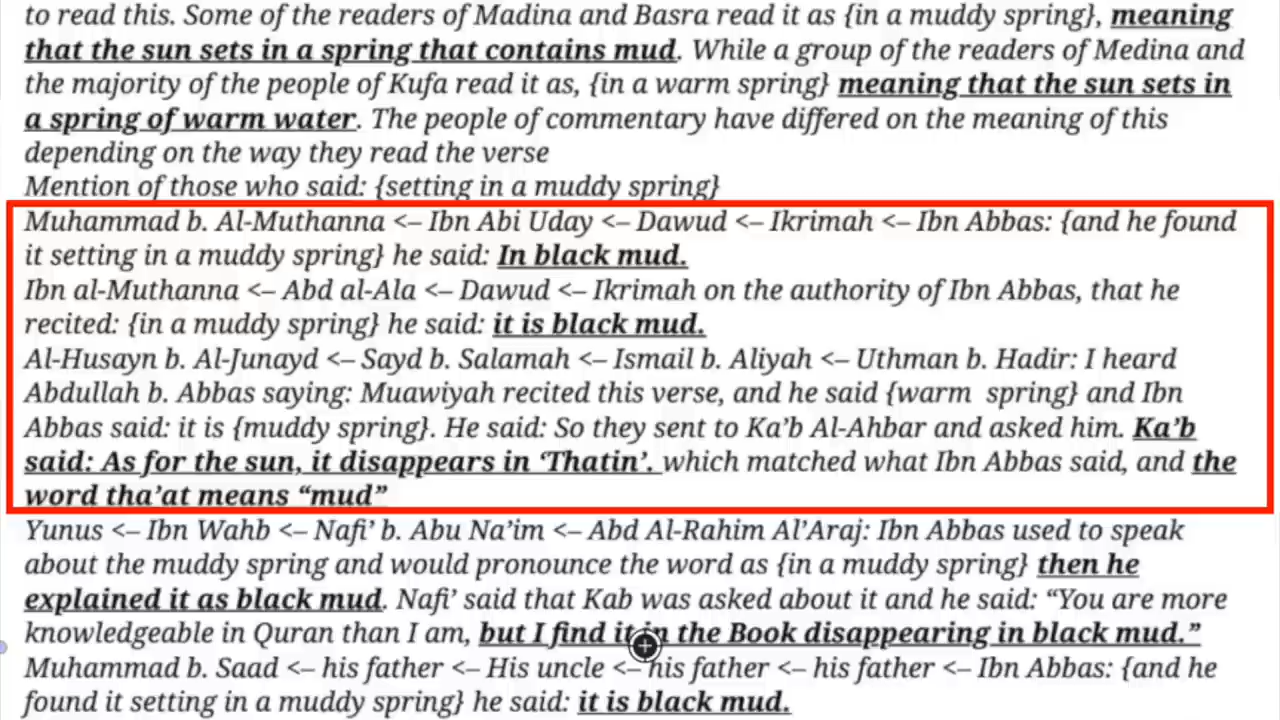 to read this. Some of the readers of Madina and Basra read it as {in a muddy spring}, meaning
that the sun sets in a spring that contains mud. While a group of the readers of Medina and
the majority of the people of Kufa read it as, {in a warm spring} meaning that the sun sets in
a spring of warm water. The people of commentary have differed on the meaning of this
depending on the way they read the verse
Mention of those who said: {setting in a muddy spring}
Muhammad b. Al-Muthanna <– Ibn Abi Uday <– Dawud <– Ikrimah <– Ibn Abbas: {and he found
it setting in a muddy spring} he said: In black mud.
Ibn al-Muthanna <– Abd al-Ala <– Dawud <– Ikrimah on the authority of Ibn Abbas, that he
recited: {in a muddy spring} he said: it is black mud.
Al-Husayn b. Al-Junayd <– Sayd b. Salamah <– Ismail b. Aliyah <– Uthman b. Hadir: I heard
Abdullah b. Abbas saying: Muawiyah recited this verse, and he said {warm  spring} and Ibn
Abbas said: it is {muddy spring}. He said: So they sent to Ka’b Al-Ahbar and asked him. Ka’b
said: As for the sun, it disappears in ‘Thatin’. which matched what Ibn Abbas said, and the
word tha’at means “mud”
Yunus <– Ibn Wahb <– Nafi’ b. Abu Na’im <– Abd Al-Rahim Al’Araj: Ibn Abbas used to speak
about the muddy spring and would pronounce the word as {in a muddy spring} then he
explained it as black mud. Nafi’ said that Kab was asked about it and he said: “You are more
knowledgeable in Quran than I am, but I find it in the Book disappearing in black mud.”
Muhammad b. Saad <– his father <– His uncle <– his father <– his father <– Ibn Abbas: {and he
found it setting in a muddy spring} he said: it is black mud.